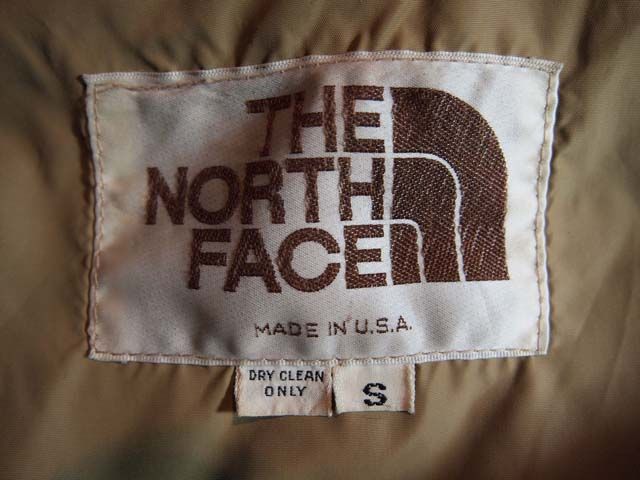 THE
NORTH
FACE
MADE IN U.S.A.
DRY CLEAN
ONLY
S